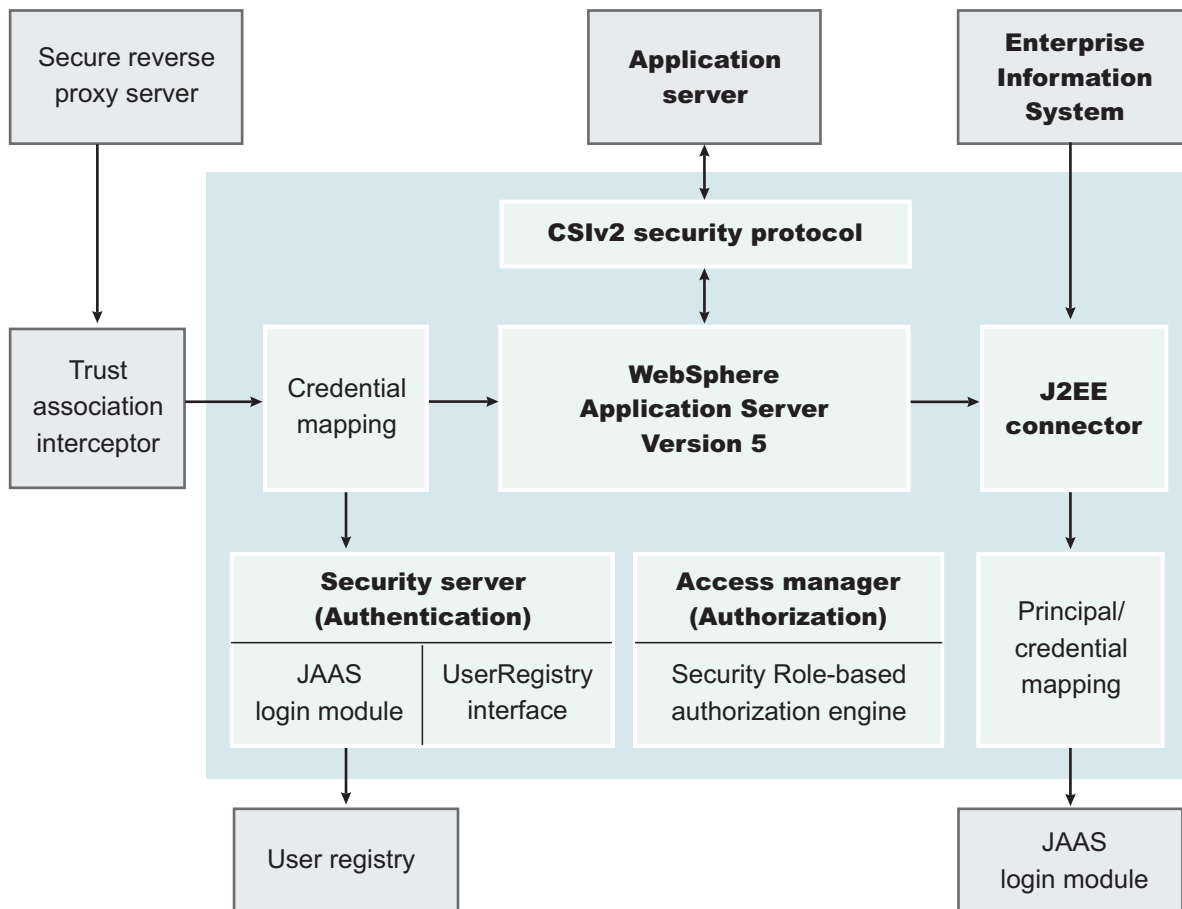 Secure reverse
proxy server
Application
server
Enterprise
Information
System
CSIv2 security protocol
Trust
association
interceptor
Credential
mapping
WebSphere
Application Server
Version 5
J2EE
connector
Security server
(Authentication)
JAAS
login module
UserRegistry
interface
Access manager
(Authorization)
Security Role-based
authorization engine
Principal/
credential
mapping
User registry
JAAS
login module